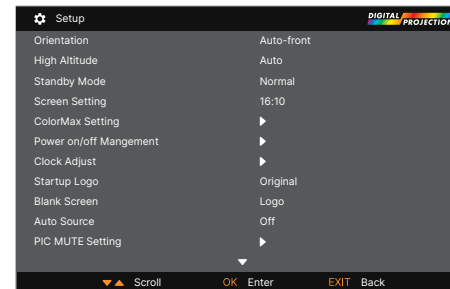 Setup DIGITAL PROJECTION
Orientation Auto-front
High Altitude Auto
Standby Mode Normal
Screen Setting 16:10
ColorMax Setting
Power on/off Mangement
Clock Adjust
Startup Logo Original
Blank Screen Logo
Auto Source Off
PIC MUTE Setting
Scroll OK Enter EXIT Back